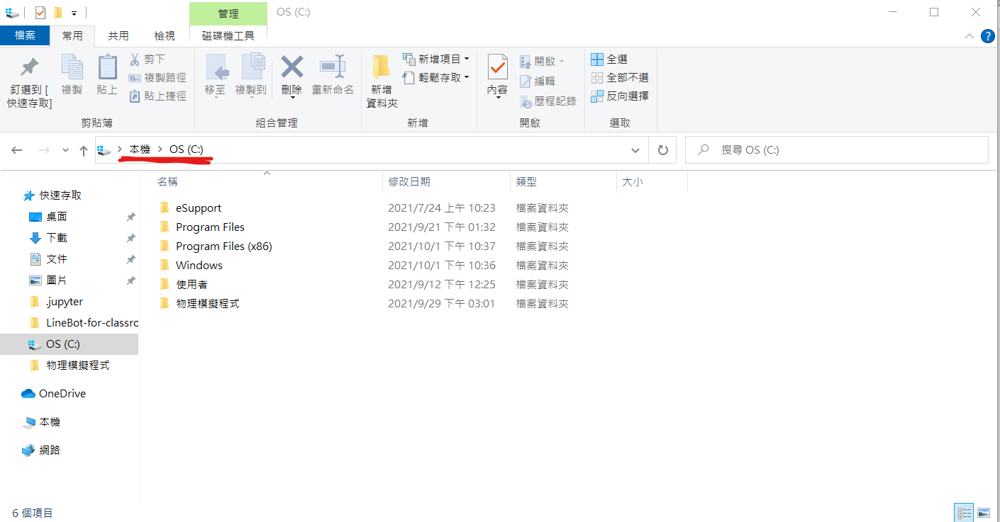 管理
OS (C:)
檔案
常用
共用
檢視
磁碟機工具
釘選到 [
快速存取]
複製
貼上
剪下
複製路徑
貼上捷徑
剪貼簿
移至
複製到
刪除
重新命名
組合管理
新增
資料夾
新增項目
輕鬆存取
新增
內容
開啟
編輯
歷程記錄
開啟
全選
全部不選
反向選擇
選取
本機 > OS (C:)
搜尋 OS (C:)
名稱 修改日期 類型 大小
eSupport 2021/7/24 上午 10:23 檔案資料夾
Program Files 2021/9/21 下午 01:32 檔案資料夾
Program Files (x86) 2021/10/1 下午 10:37 檔案資料夾
Windows 2021/10/1 下午 10:36 檔案資料夾
使用者 2021/9/12 下午 12:25 檔案資料夾
物理模擬程式 2021/9/29 下午 03:01 檔案資料夾
快速存取
桌面
下載
文件
圖片
.jupyter
LineBot-for-classro
OS (C:)
物理模擬程式
OneDrive
本機
網路
6 個項目